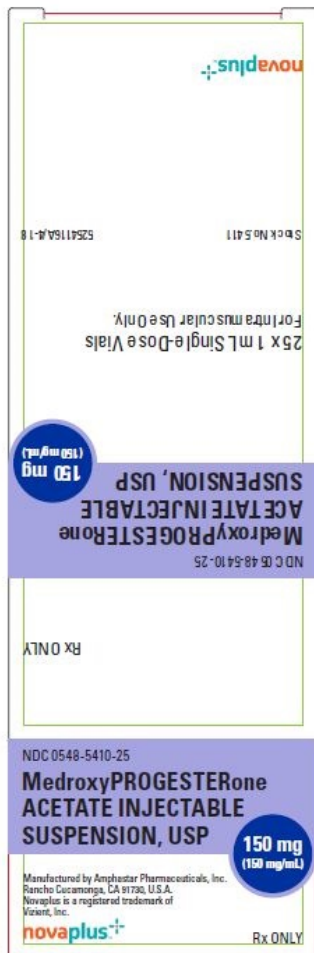 novaplus
Stock No.5411
5254116A/4-18
25 x 1 mL Single-Dose Vials
For Intramuscular Use Only.
150 mg
(150 mg/mL)
MedroxyPROGESTERone
ACETATE INJECTABLE
SUSPENSION, USP
NDC 0548-5410-25
Rx ONLY
NDC 0548-5410-25
MedroxyPROGESTERone
ACETATE INJECTABLE
SUSPENSION, USP
150 mg
(150 mg/mL)
Manufactured by Amphastar Pharmaceuticals, Inc.
Rancho Cucamonga, CA 91730, U.S.A.
Novaplus is a registered trademark of
Vizient, Inc.
novaplus
Rx ONLY